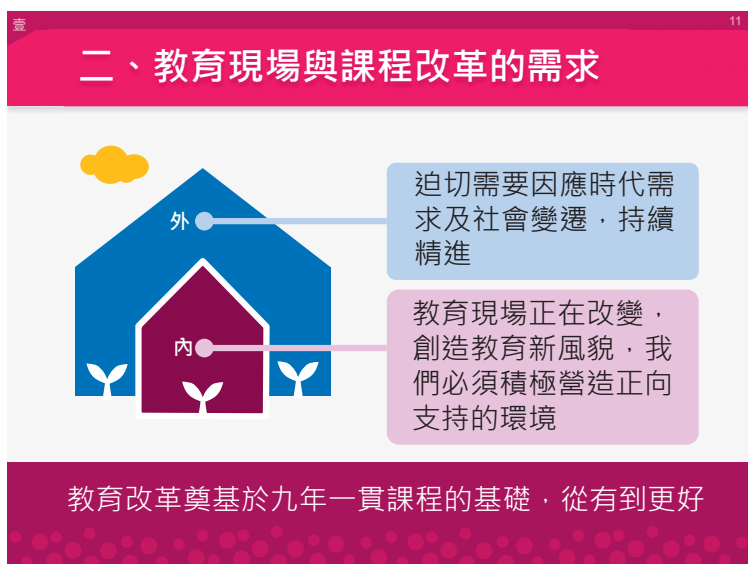 壹
11
二、教育現場與課程改革的需求
外
迫切需要因應時代需
求及社會變遷，持續
精進
內
教育現場正在改變，
創造教育新風貌，我
們必須積極營造正向
支持的環境
教育改革奠基於九年一貫課程的基礎，從有到更好